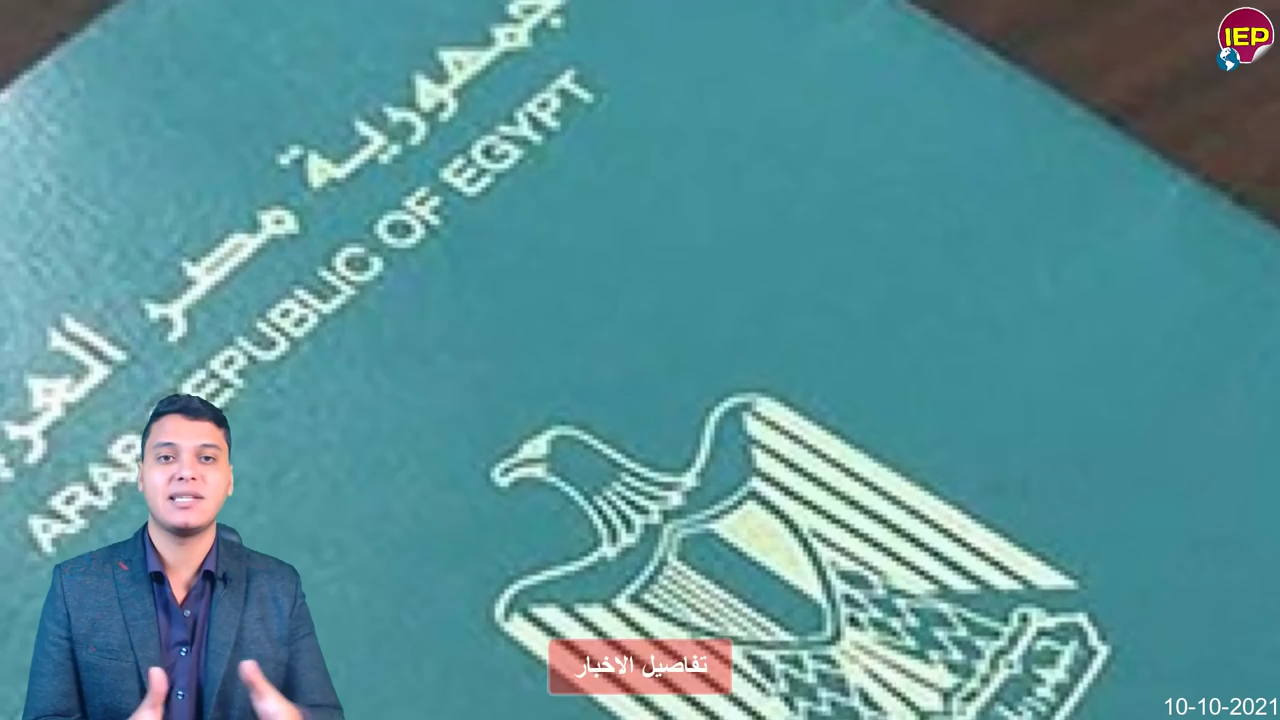 IEP
جمهورية مصر العر
ARAB REPUBLIC OF EGYPT
تفاصيل الاخبار
10-10-2021